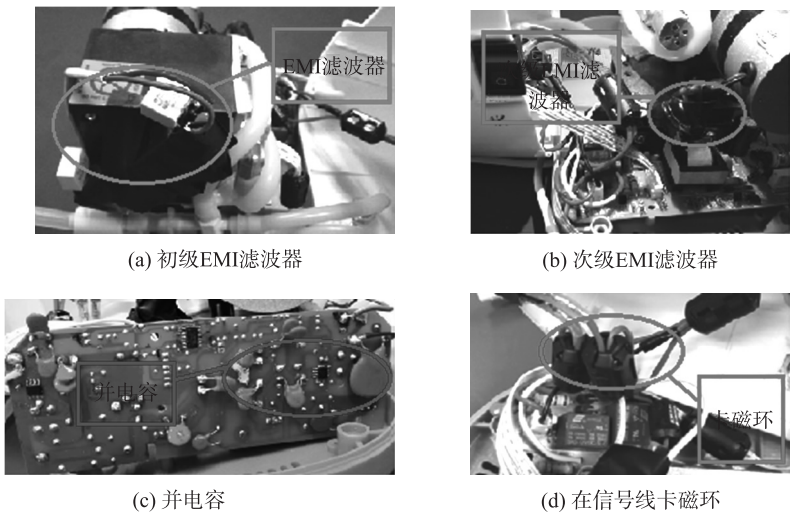 EMI滤波器
EMI滤
波器
(a) 初级EMI滤波器
(b) 次级EMI滤波器
并电容
卡磁环
(c) 并电容
(d) 在信号线卡磁环